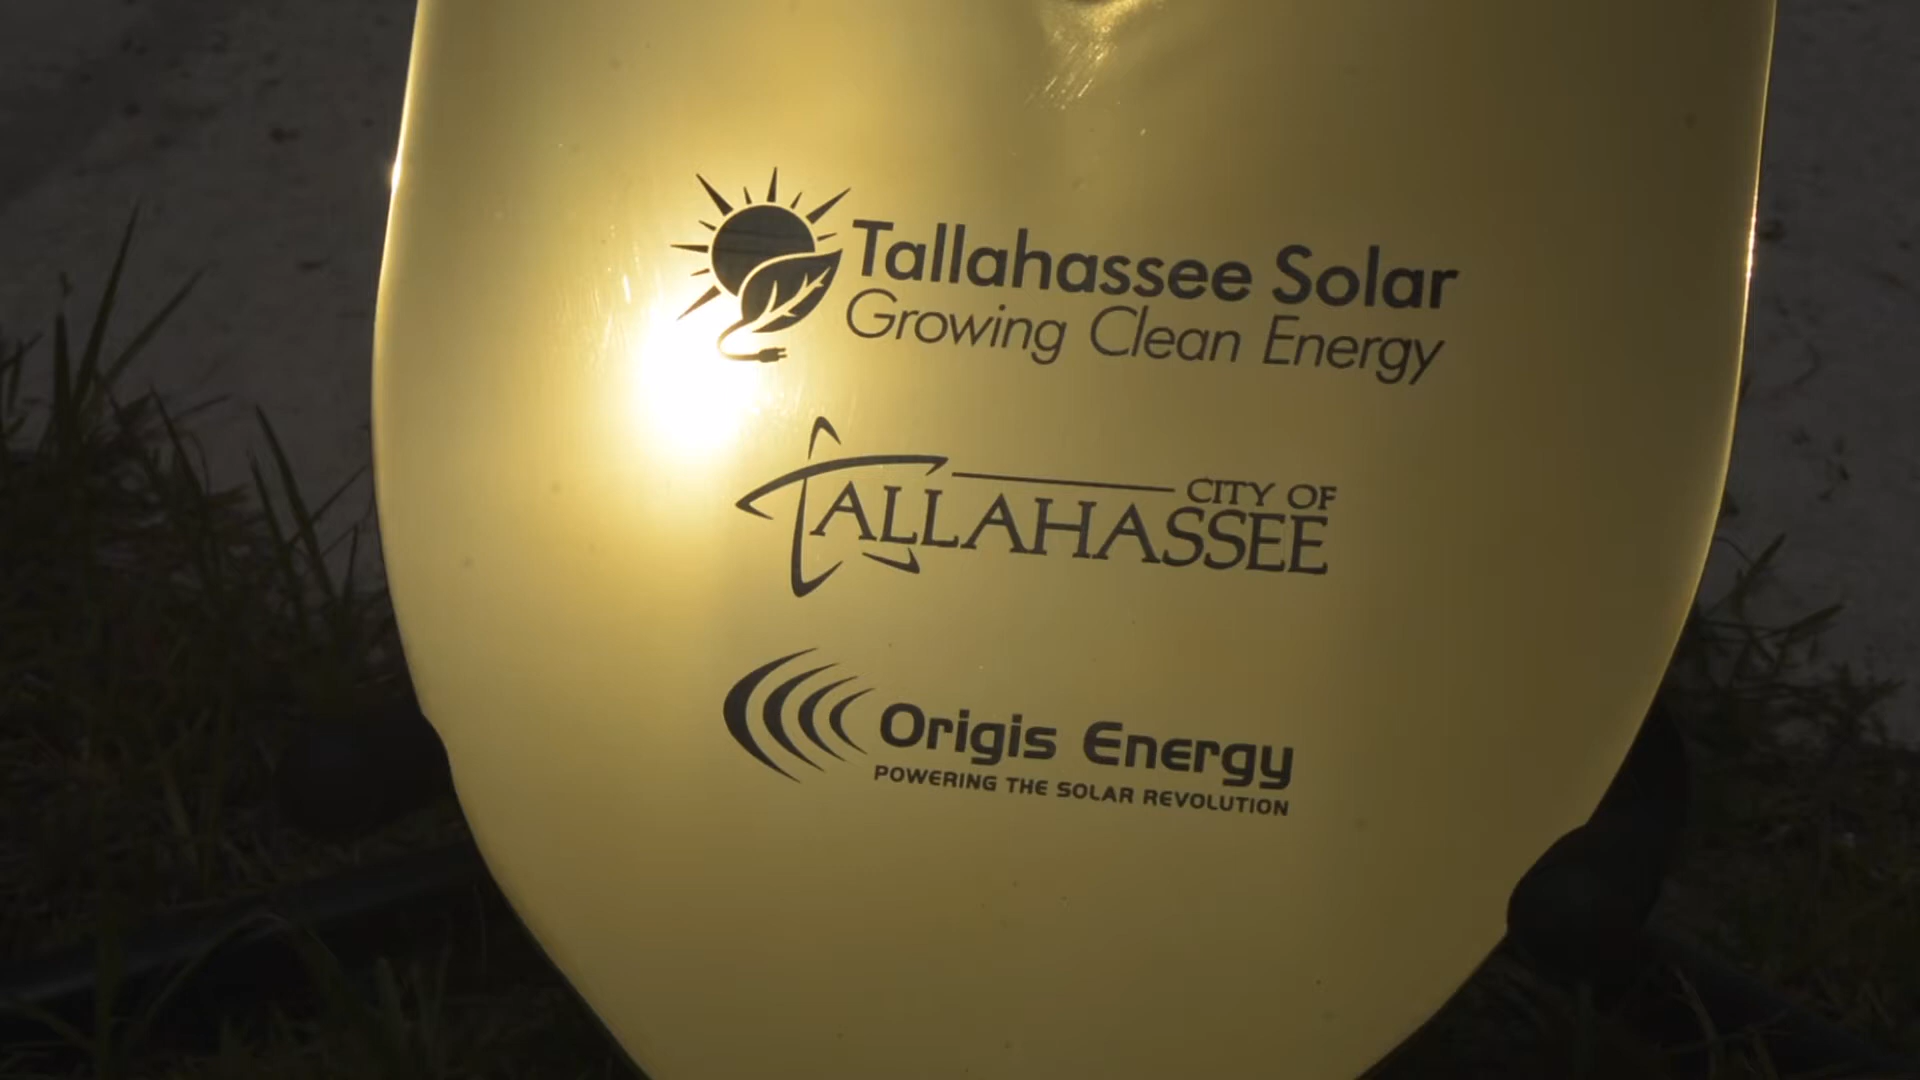 Tallahassee Solar
Growing Clean Energy
CITY OF
TALLAHASSEE
Origis Energy
POWERING THE SOLAR REVOLUTION